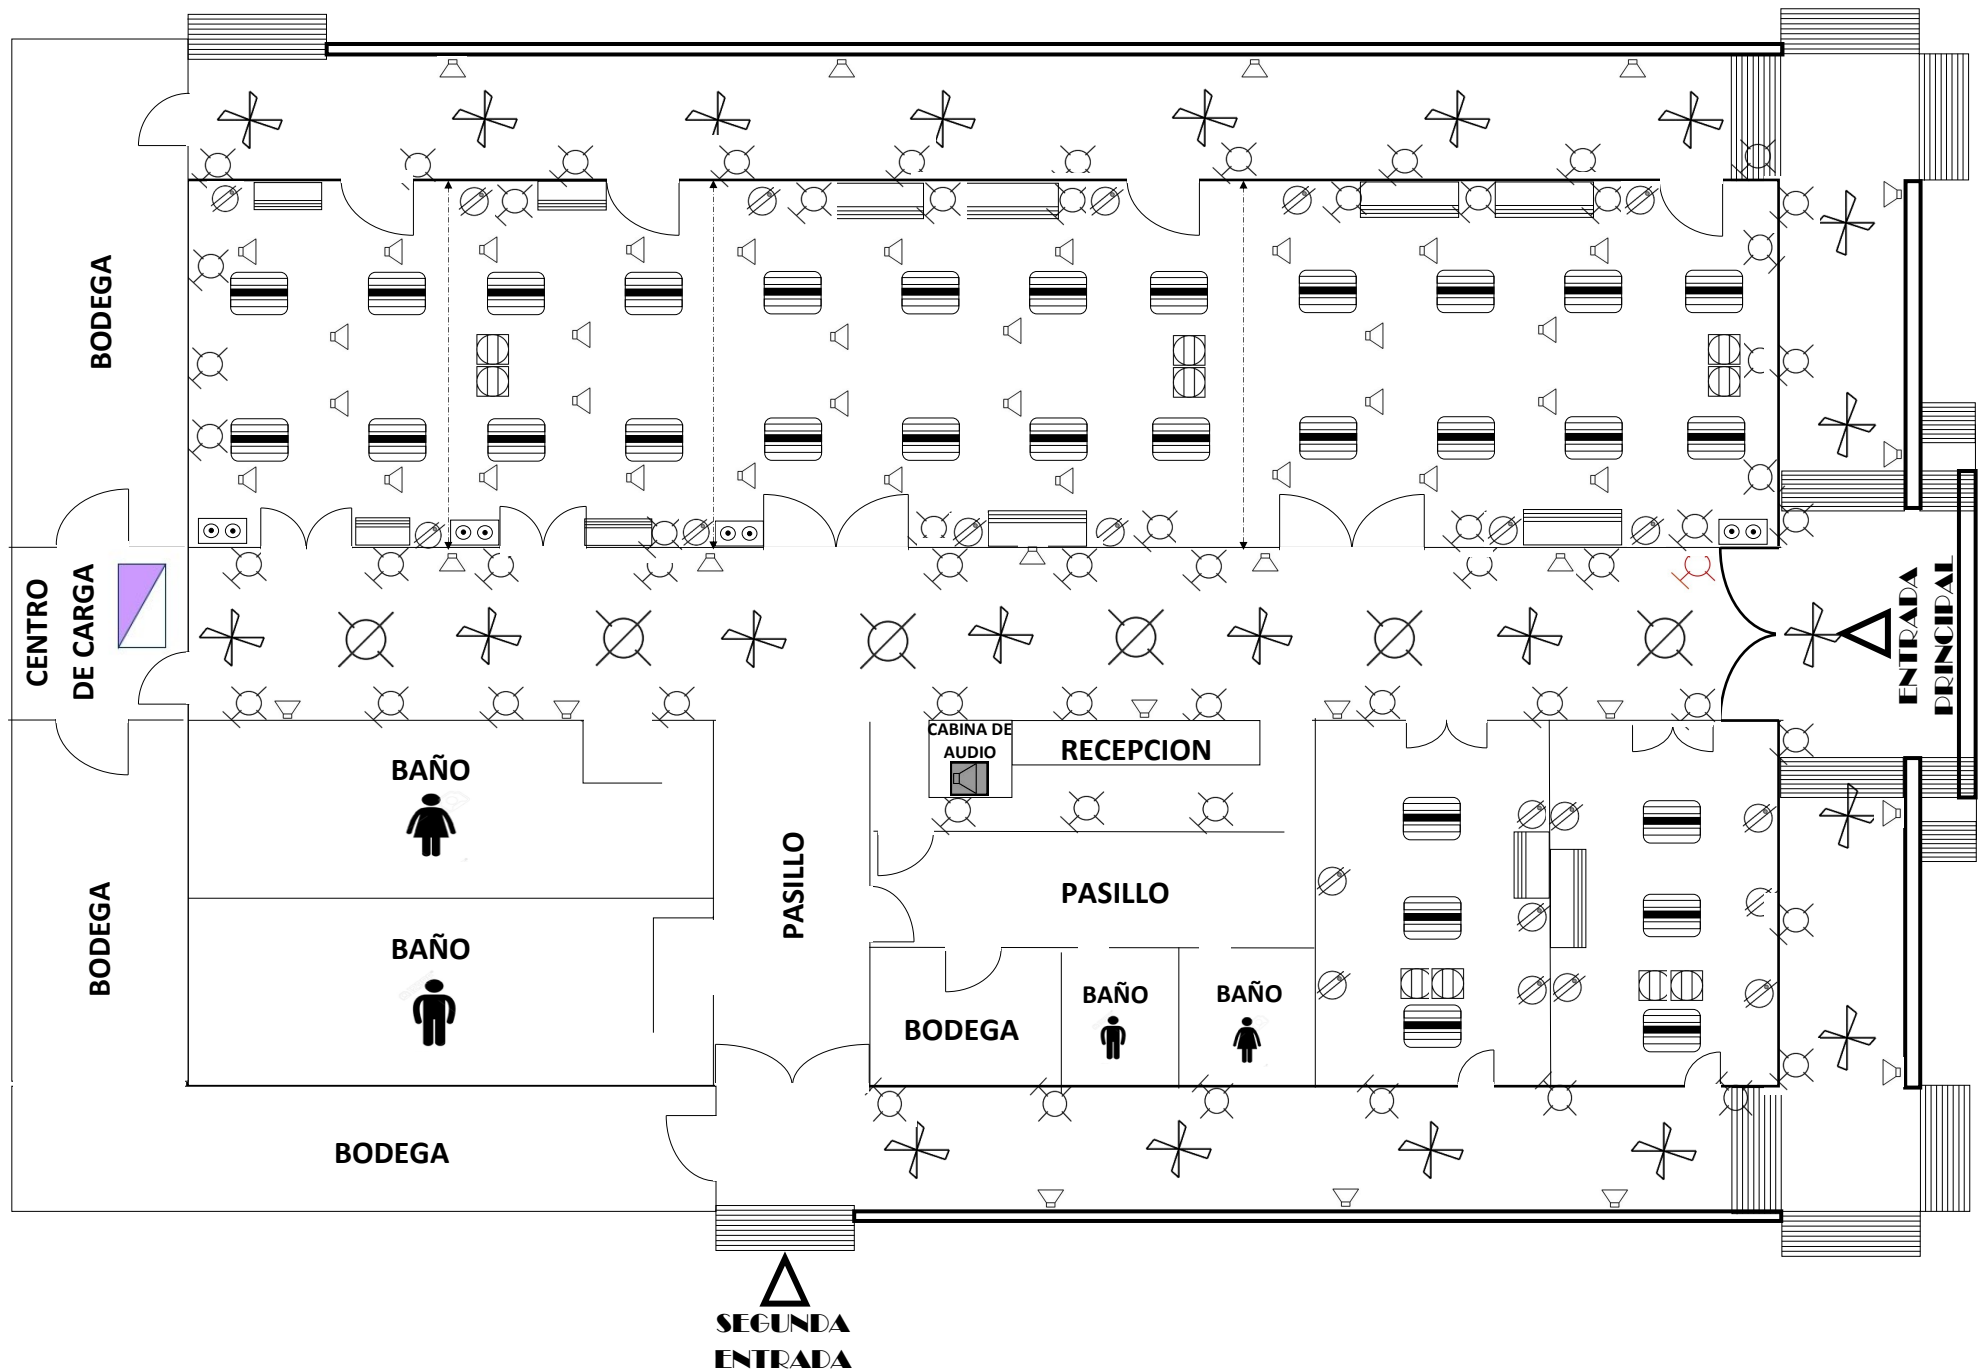 BODEGA
CENTRO
DE CARGA
ENTRADA
PRINCIPAL
CABINA DE
AUDIO
RECEPCION
BAÑO
PASILLO
PASILLO
BODEGA
BAÑO
BAÑO
BAÑO
BODEGA
BODEGA
SEGUNDA
ENTRADA